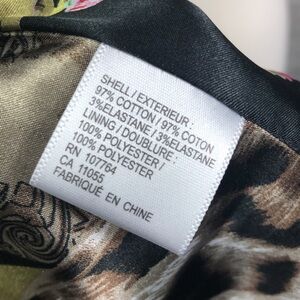 SHELL / EXTERIEUR :
97% COTTON / 97% COTON
3%ELASTANE / 3%ELASTANE
LINING / DOUBLURE :
100% POLYESTER /
100% POLYESTER
RN 107764
CA 11055
FABRIQUÉ EN CHINE